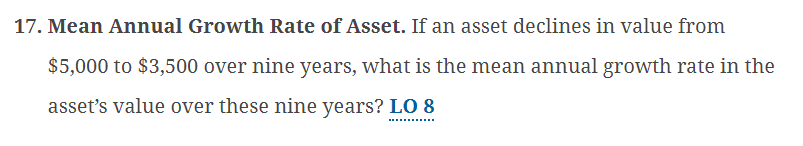 17. Mean Annual Growth Rate of Asset. If an asset declines in value from
$5,000 to $3,500 over nine years, what is the mean annual growth rate in the
asset’s value over these nine years? LO 8